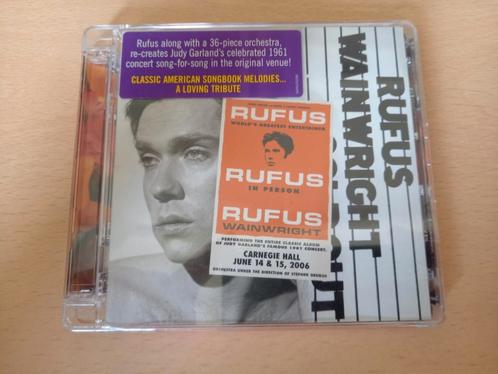 Rufus along with a 36-piece orchestra,
re-creates Judy Garland's celebrated 1961
concert song-for-song in the original venue!
CLASSIC AMERICAN SONGBOOK MELODIES...
A LOVING TRIBUTE
RUFUS
WORLD'S GREATEST ENTERTAINER
RUFUS
IN PERSON
RUFUS
WAINWRIGHT
PERFORMING THE ENTIRE CLASSIC ALBUM
OF JUDY GARLAND'S FAMOUS 1961 CONCERT.
CARNEGIE HALL
JUNE 14 & 15, 2006
ORCHESTRA UNDER THE DIRECTION OF STEPHEN OREMUS
RUFUS
WAINWRIGHT